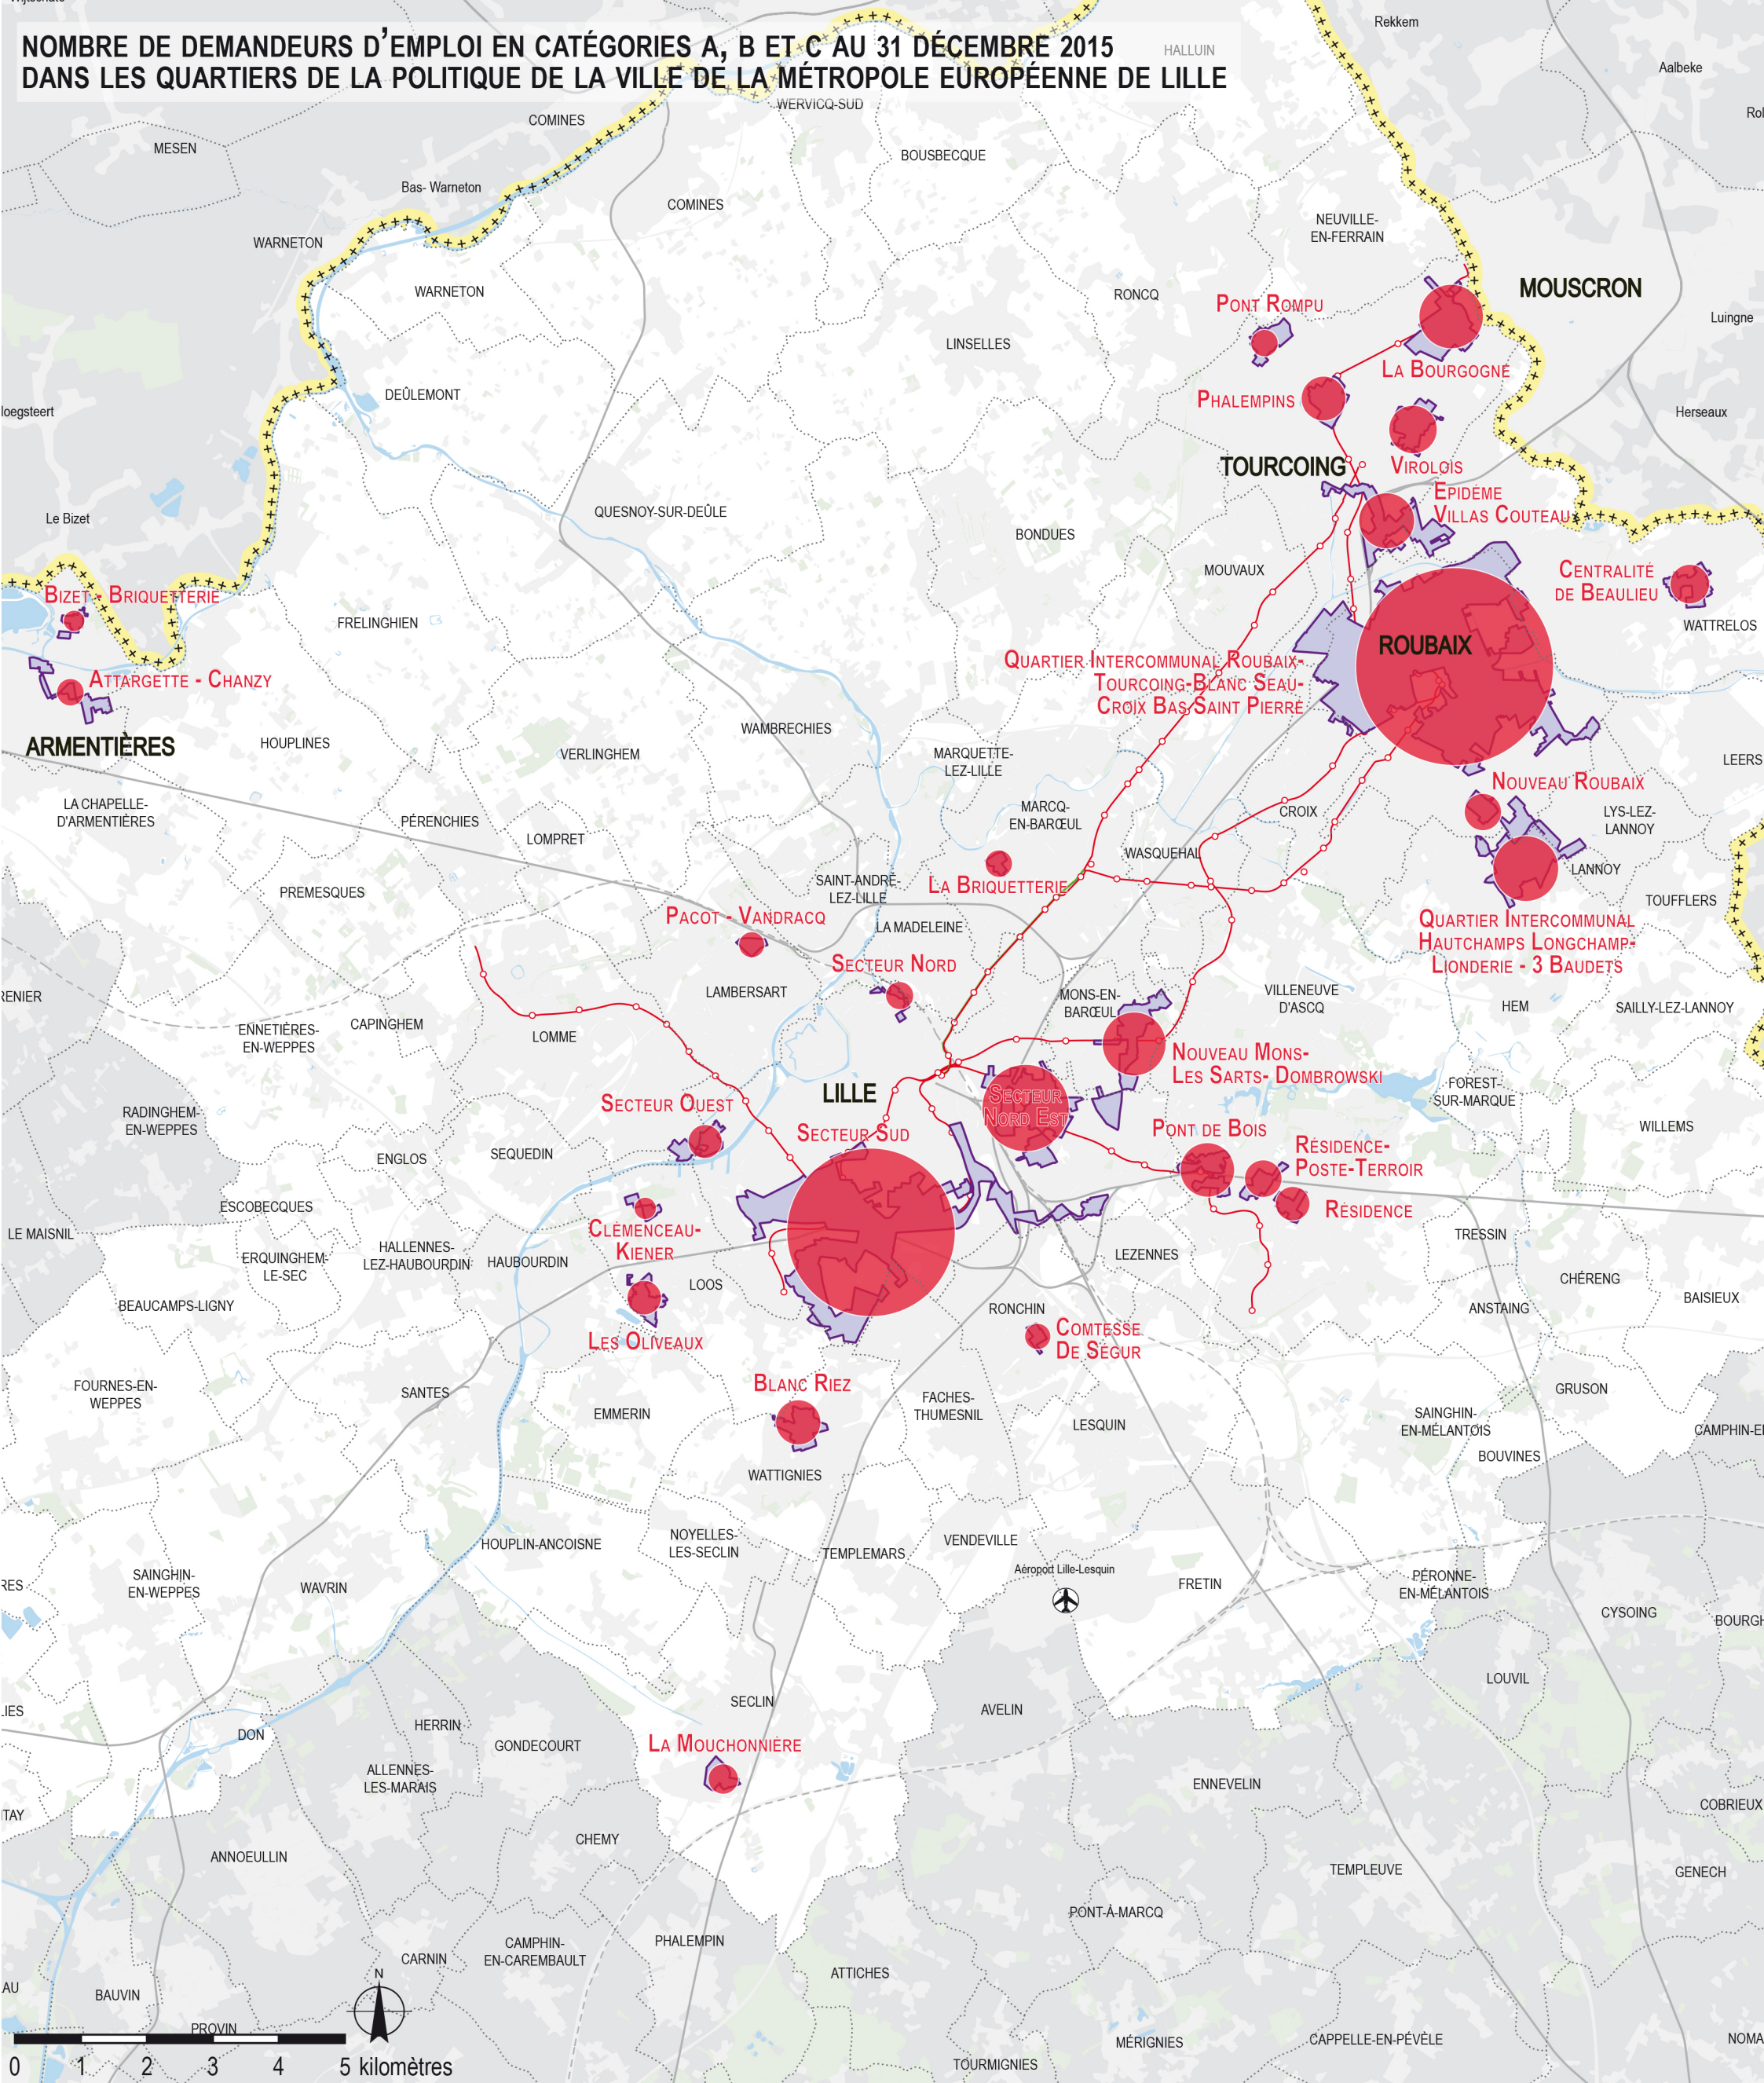 NOMBRE DE DEMANDEURS D'EMPLOI EN CATÉGORIES A, B ET C AU 31 DÉCEMBRE 2015
DANS LES QUARTIERS DE LA POLITIQUE DE LA VILLE DE LA MÉTROPOLE EUROPÉENNE DE LILLE
HALLUIN
Rekkem
Aalbeke
WERVICQ-SUD
COMINES
MESEN
BOUSBECQUE
Bas- Warneton
COMINES
NEUVILLE-
EN-FERRAIN
WARNETON
WARNETON
RONCQ
MOUSCRON
PONT ROMPU
Luingne
LINSELLES
LA BOURGOGNE
DEÛLEMONT
PHALEMPINS
loegsteert
Herseaux
TOURCOING
VIROLOIS
EPIDÈME
VILLAS COUTEAU
Le Bizet
QUESNOY-SUR-DEÛLE
BONDUES
MOUVAUX
CENTRALITÉ
DE BEAULIEU
BIZET - BRIQUETTERIE
FRELINGHIEN
WATTRELOS
ROUBAIX
QUARTIER INTERCOMMUNAL ROUBAIX-
TOURCOING-BLANC SEAU-
CROIX BAS SAINT PIERRE
ATTARGETTE - CHANZY
ARMENTIÈRES
HOUPLINES
WAMBRECHIES
VERLINGHEM
MARQUETTE-
LEZ-LILLE
LEERS
NOUVEAU ROUBAIX
LA CHAPELLE-
D'ARMENTIÈRES
PÉRENCHIES
MARCQ-
EN-BARŒUL
CROIX
LYS-LEZ-
LANNOY
LOMPRET
WASQUEHAL
LANNOY
PREMESQUES
SAINT-ANDRÉ-
LEZ-LILLE
LA BRIQUETTERIE
TOUFFLERS
PACOT - VANDRACQ
LA MADELEINE
QUARTIER INTERCOMMUNAL
HAUTCHAMPS LONGCHAMP-
LIONDERIE - 3 BAUDETS
SECTEUR NORD
LAMBERSART
MONS-EN-
BARŒUL
VILLENEUVE
D'ASCQ
HEM
SAILLY-LEZ-LANNOY
RENIER
ENNETIÈRES-
EN-WEPPES
CAPINGHEM
LOMME
NOUVEAU MONS-
LES SARTS- DOMBROWSKI
LILLE
SECTEUR
NORD EST
FOREST-
SUR-MARQUE
SECTEUR OUEST
RADINGHEM-
EN-WEPPES
SECTEUR SUD
PONT DE BOIS
WILLEMS
RÉSIDENCE-
POSTE-TERROIR
SEQUEDIN
ENGLOS
ESCOBECQUES
RÉSIDENCE
LE MAISNIL
CLÉMENCEAU-
KIENER
TRESSIN
HALLENNES-
LEZ-HAUBOURDIN
HAUBOURDIN
ERQUINGHEM-
LE-SEC
LEZENNES
LOOS
CHÉRENG
BEAUCAMPS-LIGNY
RONCHIN
ANSTAING
BAISIEUX
LES OLIVEAUX
COMTESSE
DE SÉGUR
BLANC RIEZ
FOURNES-EN-
WEPPES
SANTES
FACHES-
THUMESNIL
GRUSON
EMMERIN
LESQUIN
SAINGHIN-
EN-MÉLANTOIS
CAMPHIN-E
BOUVINES
WATTIGNIES
HOUPLIN-ANCOISNE
NOYELLES-
LES-SECLIN
TEMPLEMARS
VENDEVILLE
Aéroport Lille-Lesquin
SAINGHIN-
EN-WEPPES
WAVRIN
FRETIN
PÉRONNE-
EN-MÉLANTOIS
RES
CYSOING
BOURGH
LOUVIL
LIES
SECLIN
AVELIN
DON
HERRIN
GONDECOURT
LA MOUCHONNIÈRE
ALLENNES-
LES-MARAIS
ENNEVELIN
COBRIEUX
TAY
CHEMY
ANNOEULLIN
TEMPLEUVE
GENECH
PONT-À-MARCQ
CAMPHIN-
EN-CAREMBAULT
PHALEMPIN
CARNIN
ATTICHES
AU
BAUVIN
N
PROVIN
MÉRIGNIES
CAPPELLE-EN-PÉVÈLE
NOMA
TOURMIGNIES
0 1 2 3 4 5 kilomètres